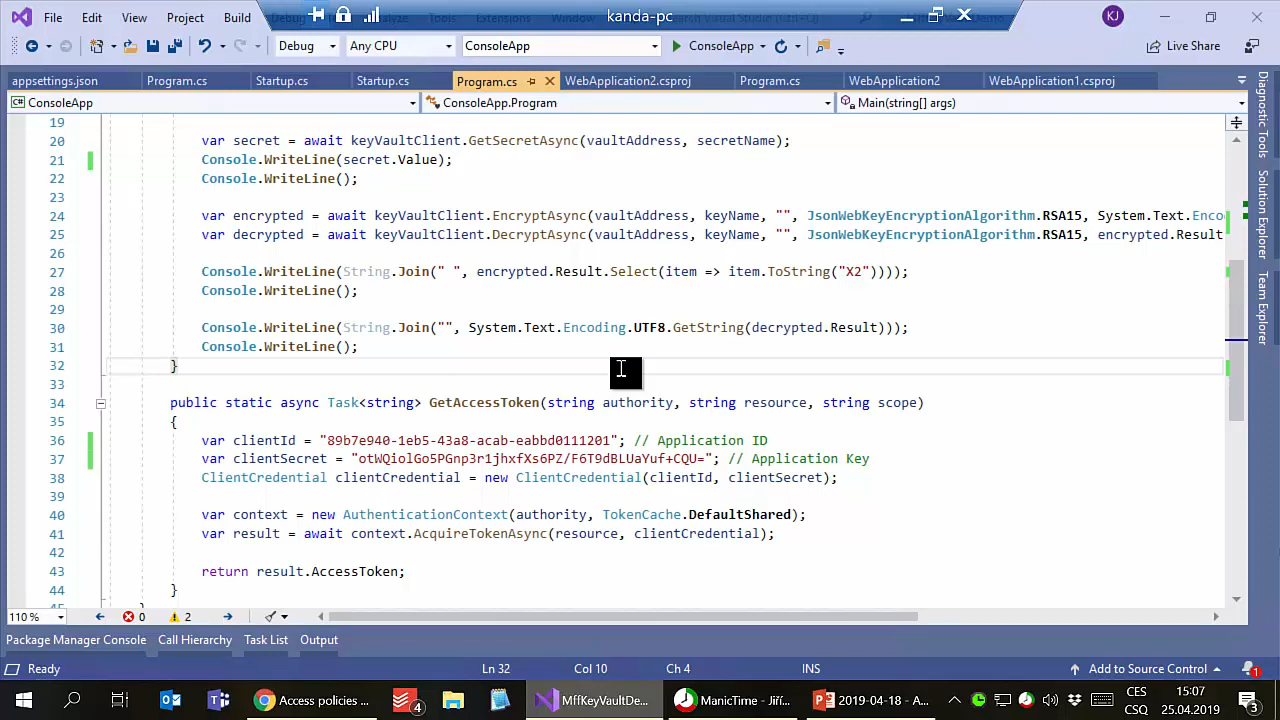 File Edit View Project Build Debug Analyze Tools Extensions Window
kanda-pc
KJ
Debug Any CPU ConsoleApp ConsoleApp Live Share
appsettings.json Program.cs Startup.cs Startup.cs Program.cs WebApplication2.csproj Program.cs WebApplication2 WebApplication1.csproj
ConsoleApp ConsoleApp.Program Main(string[] args)
19
20 var secret = await keyVaultClient.GetSecretAsync(vaultAddress, secretName);
21 Console.WriteLine(secret.Value);
22 Console.WriteLine();
23
24 var encrypted = await keyVaultClient.EncryptAsync(vaultAddress, keyName, "", JsonWebKeyEncryptionAlgorithm.RSA15, System.Text.Enco
25 var decrypted = await keyVaultClient.DecryptAsync(vaultAddress, keyName, "", JsonWebKeyEncryptionAlgorithm.RSA15, encrypted.Result
26
27 Console.WriteLine(String.Join(" ", encrypted.Result.Select(item => item.ToString("X2"))));
28 Console.WriteLine();
29
30 Console.WriteLine(String.Join("", System.Text.Encoding.UTF8.GetString(decrypted.Result)));
31 Console.WriteLine();
32 }
33
34 public static async Task<string> GetAccessToken(string authority, string resource, string scope)
35 {
36 var clientId = "89b7e940-1eb5-43a8-acab-eabbd0111201"; // Application ID
37 var clientSecret = "otWQiolGo5PGnp3r1jhxfXs6PZ/F6T9dBLUaYuf+CQU="; // Application Key
38 ClientCredential clientCredential = new ClientCredential(clientId, clientSecret);
39
40 var context = new AuthenticationContext(authority, TokenCache.DefaultShared);
41 var result = await context.AcquireTokenAsync(resource, clientCredential);
42
43 return result.AccessToken;
44 }
Diagnostic Tools
Solution Explorer
Team Explorer
110 % 0 2
Package Manager Console Call Hierarchy Task List Output
Ready Ln 32 Col 10 Ch 4 INS Add to Source Control 1
Access policies ... 4 MffKeyVaultDe... ManicTime - Jiří... 2019-04-18 - A... CES 15:07
CSQ 25.04.2019 3